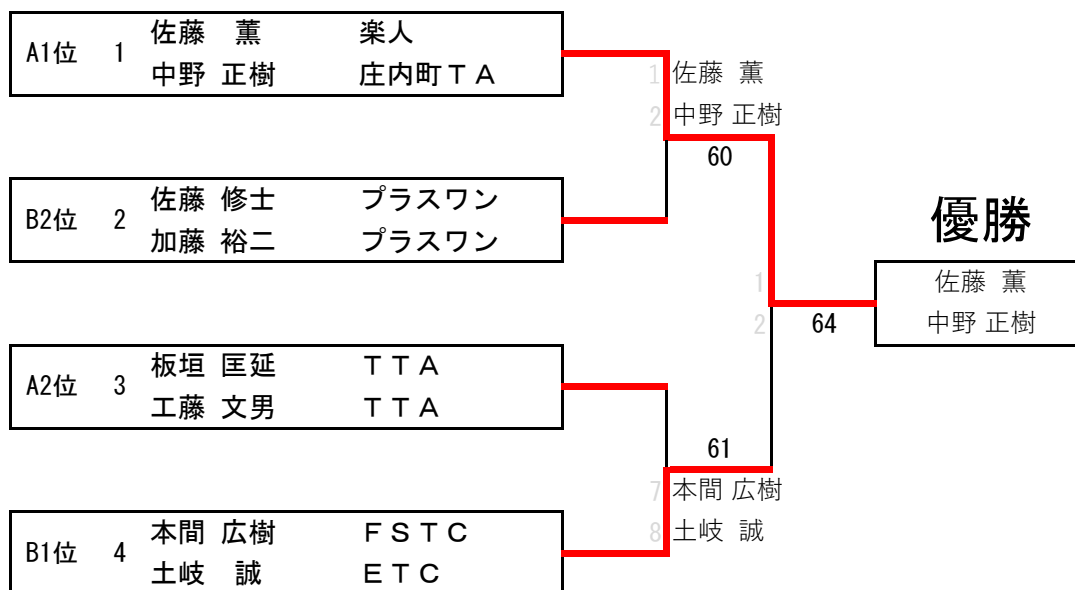 A1位 1 佐藤 薫 楽人
中野 正樹 庄内町ＴＡ
1 佐藤 薫
2 中野 正樹
60
B2位 2 佐藤 修士 プラスワン
加藤 裕二 プラスワン
優勝
1
2
64
佐藤 薫
中野 正樹
A2位 3 板垣 匡延 ＴＴＡ
工藤 文男 ＴＴＡ
61
7 本間 広樹
8 土岐 誠
B1位 4 本間 広樹 ＦＳＴＣ
土岐 誠 ＥＴＣ